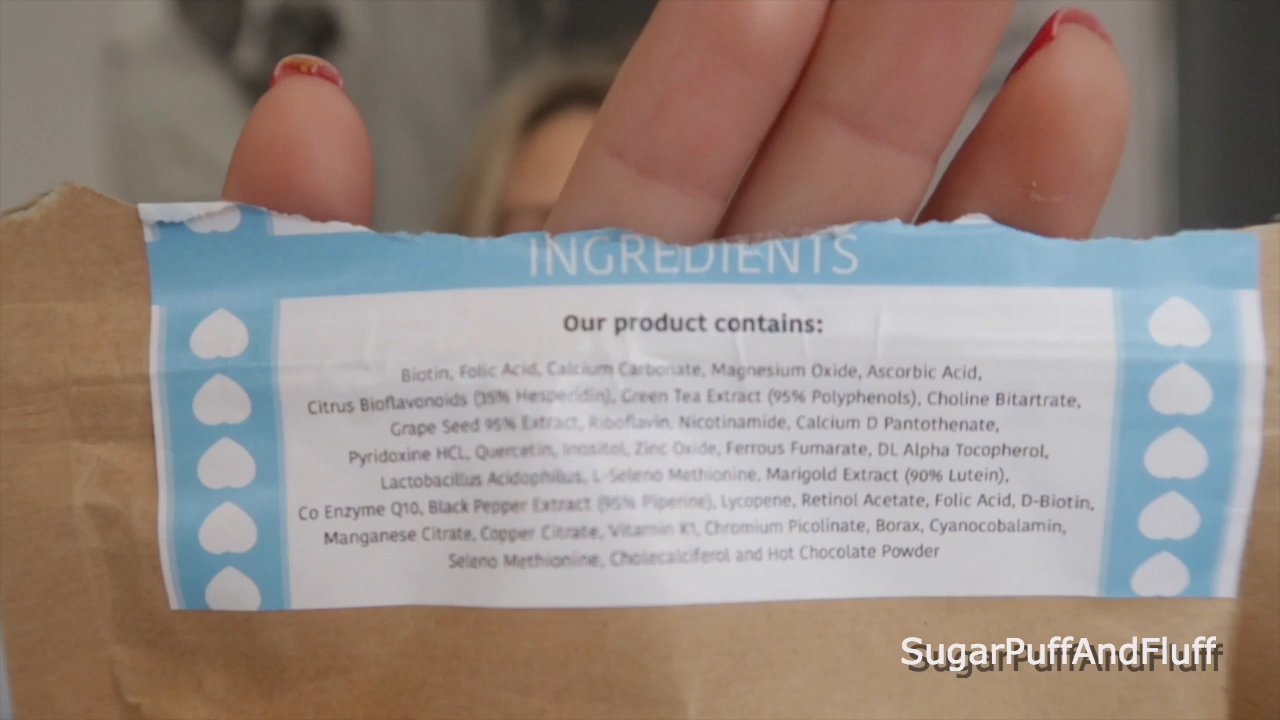 INGREDIENTS
Our product contains:
Biotin, Folic Acid, Calcium Carbonate, Magnesium Oxide, Ascorbic Acid,
Citrus Bioflavonoids (35% Hesperidin), Green Tea Extract (95% Polyphenols), Choline Bitartrate,
Grape Seed 95% Extract, Riboflavin, Nicotinamide, Calcium D Pantothenate,
Pyridoxine HCL, Quercetin, Inositol, Zinc Oxide, Ferrous Fumarate, DL Alpha Tocopherol,
Lactobacillus Acidophilus, L-Seleno Methionine, Marigold Extract (90% Lutein),
Co Enzyme Q10, Black Pepper Extract (95% Piperine), Lycopene, Retinol Acetate, Folic Acid, D-Biotin,
Manganese Citrate, Copper Citrate, Vitamin K1, Chromium Picolinate, Borax, Cyanocobalamin,
Seleno Methioniine, Cholecalciferol and Hot Chocolate Powder
SugarPuffAndFluff